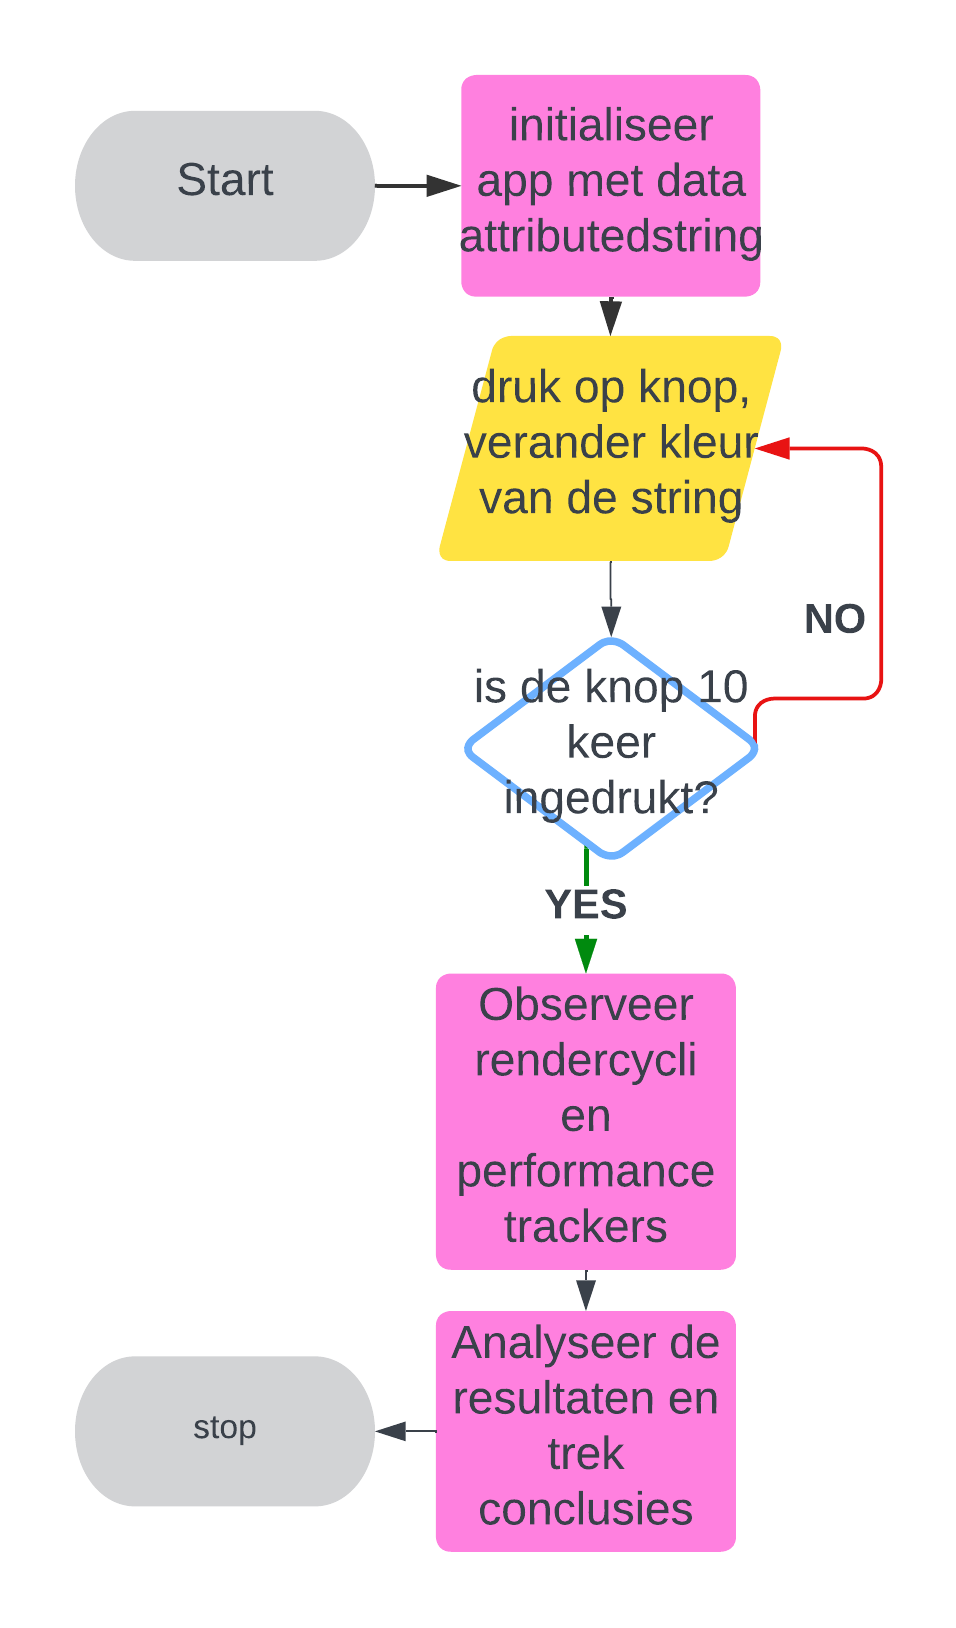 Start
initialiseer
app met data
attributedstring
druk op knop,
verander kleur
van de string
NO
is de knop 10
keer
ingedrukt?
YES
Observeer
rendercycli
en
performance
trackers
Analyseer de
resultaten en
trek
conclusies
stop